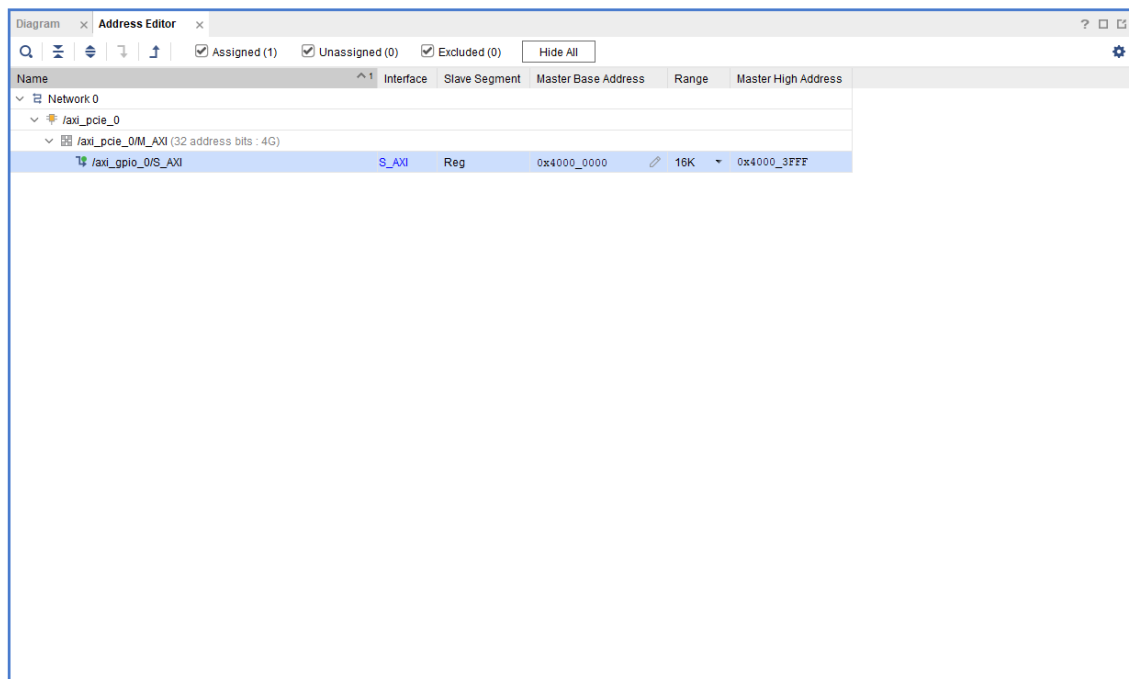 Diagram Address Editor ?
Assigned (1) Unassigned (0) Excluded (0) Hide All
Name 1 Interface Slave Segment Master Base Address Range Master High Address
Network 0
/axi_pcie_0
/axi_pcie_0/M_AXI (32 address bits : 4G)
/axi_gpio_0/S_AXI S_AXI Reg 0x4000_0000 16K 0x4000_3FFF